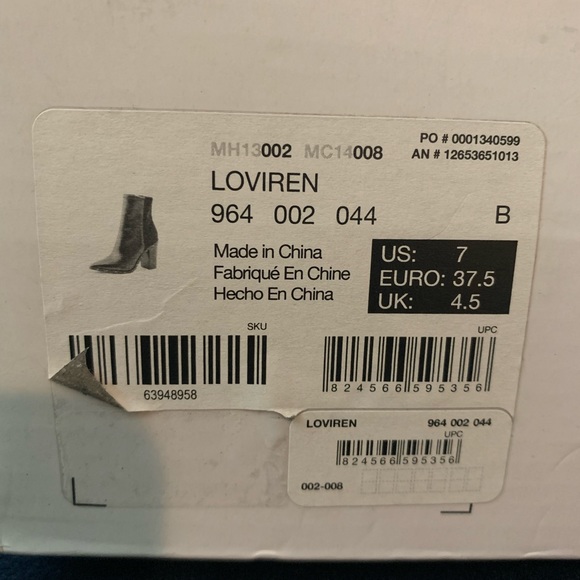 MH13002 MC14008
PO # 0001340599
AN # 12653651013
LOVIREN
964 002 044 B
Made in China
Fabriqué En Chine
Hecho En China
US: 7
EURO: 37.5
UK: 4.5
SKU
63948958
UPC
824566595356
LOVIREN 964 002 044
UPC
824566595356
002-008